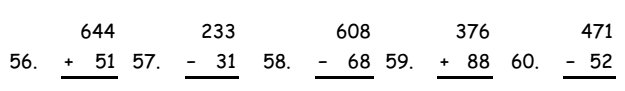 644 233 608 376 471
56. + 51 57. - 31 58. - 68 59. + 88 60. - 52